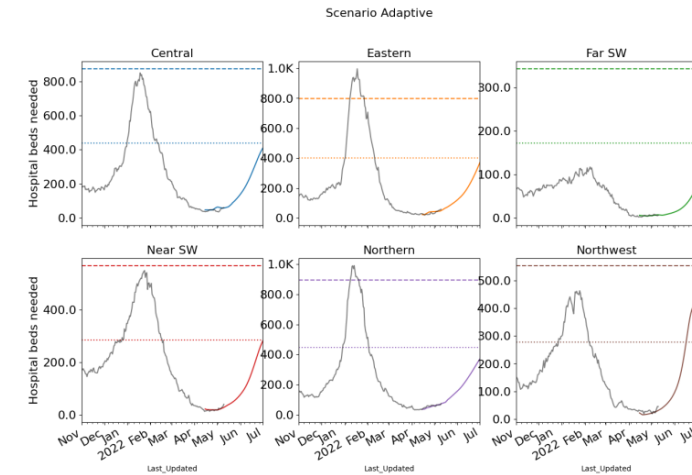 Scenario Adaptive
Central Eastern Far SW
Hospital beds needed
800.0
600.0
400.0
200.0
0.0
1.0K
800.0
600.0
400.0
200.0
0.0
300.0
200.0
100.0
0.0
Near SW Northern Northwest
Hospital beds needed
400.0
200.0
0.0
1.0K
800.0
600.0
400.0
200.0
0.0
500.0
400.0
300.0
200.0
100.0
0.0
Nov Dec Jan 2022 Feb Mar Apr May Jun Jul
Nov Dec Jan 2022 Feb Mar Apr May Jun Jul
Nov Dec Jan 2022 Feb Mar Apr May Jun Jul
Last_Updated Last_Updated Last_Updated